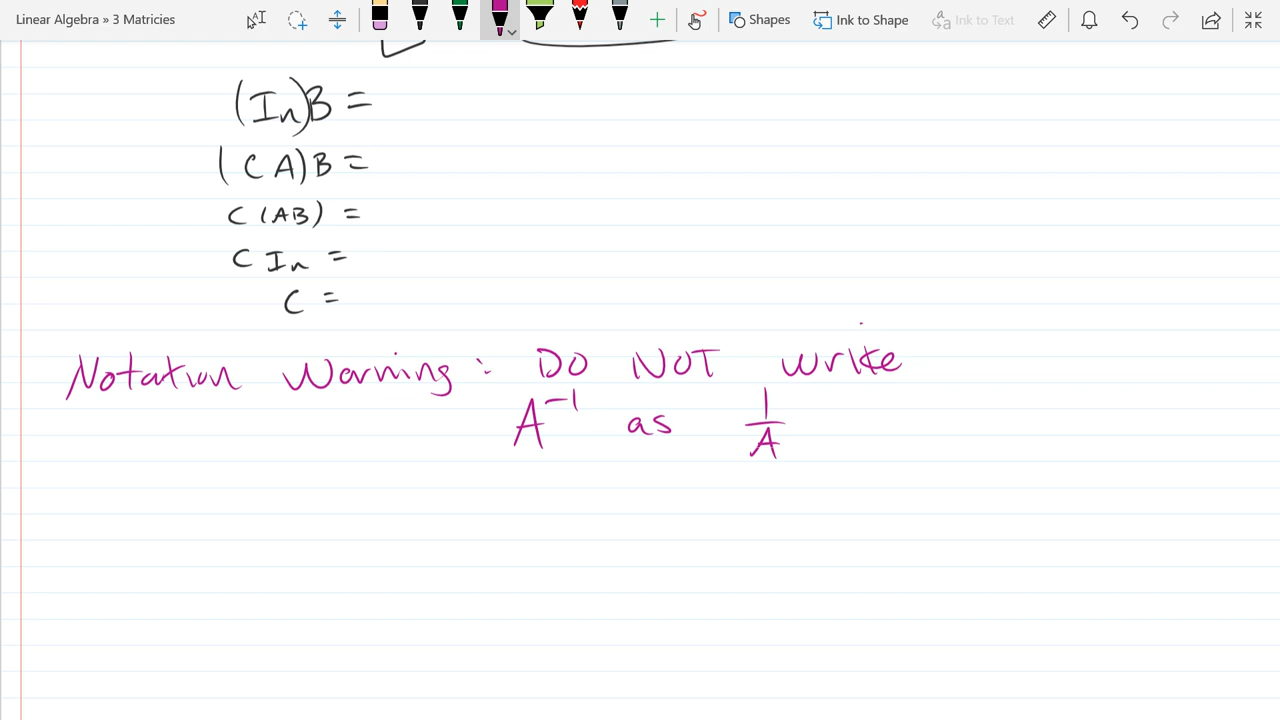 Linear Algebra » 3 Matricies
Shapes
Ink to Shape
Ink to Text
(In)B =
(CA)B =
C(AB) =
C In =
C =
Notation Warning: DO NOT write
A⁻¹ as 1/A